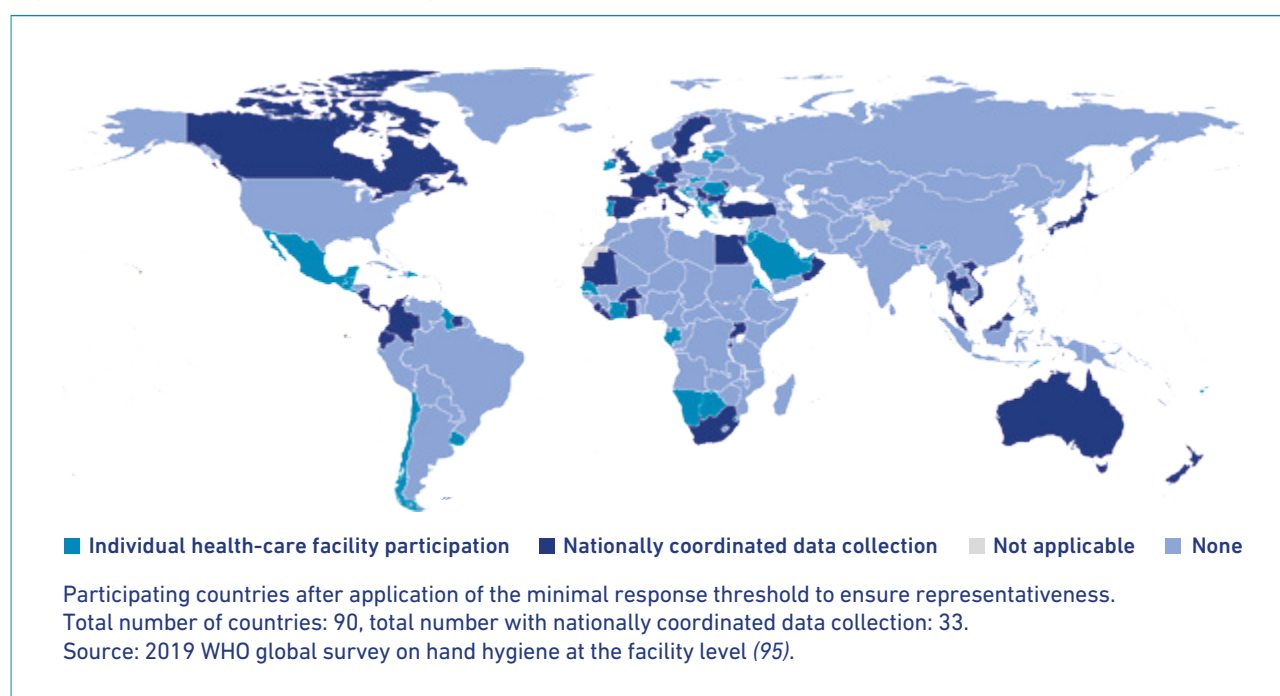 Individual health-care facility participation Nationally coordinated data collection Not applicable None
Participating countries after application of the minimal response threshold to ensure representativeness.
Total number of countries: 90, total number with nationally coordinated data collection: 33.
Source: 2019 WHO global survey on hand hygiene at the facility level (95).